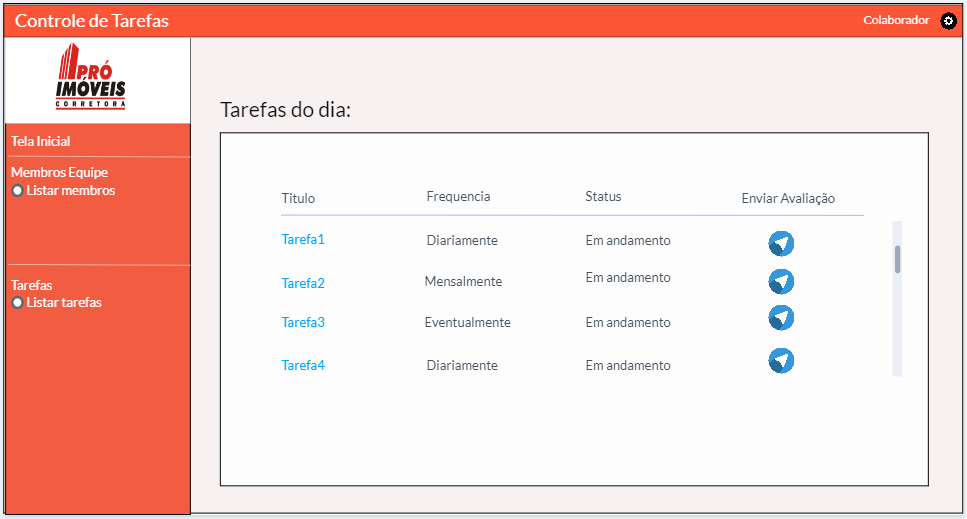 Controle de Tarefas
Colaborador
PRÓ
IMÓVEIS
CORRETORA
Tela Inicial
Membros Equipe
Listar membros
Tarefas
Listar tarefas
Tarefas do dia:
Título Frequencia Status Enviar Avaliação
Tarefa1 Diariamente Em andamento
Tarefa2 Mensalmente Em andamento
Tarefa3 Eventualmente Em andamento
Tarefa4 Diariamente Em andamento